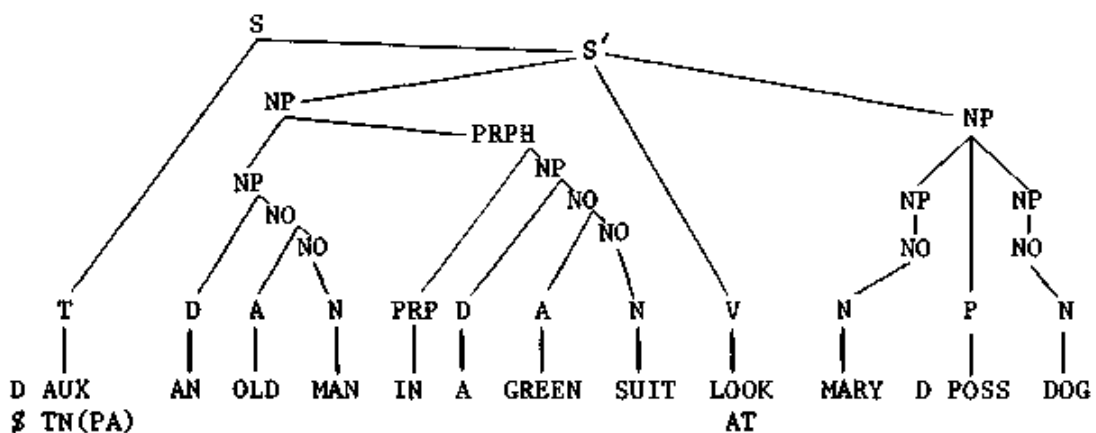 S
S′
NP
PRPH
NP
NP
NP
NO
NO
NP
NO
NO
NP
NP
NO
NO
T D A N PRP D A N V N P N
D AUX AN OLD MAN IN A GREEN SUIT LOOK MARY D POSS DOG
$ TN(PA) AT